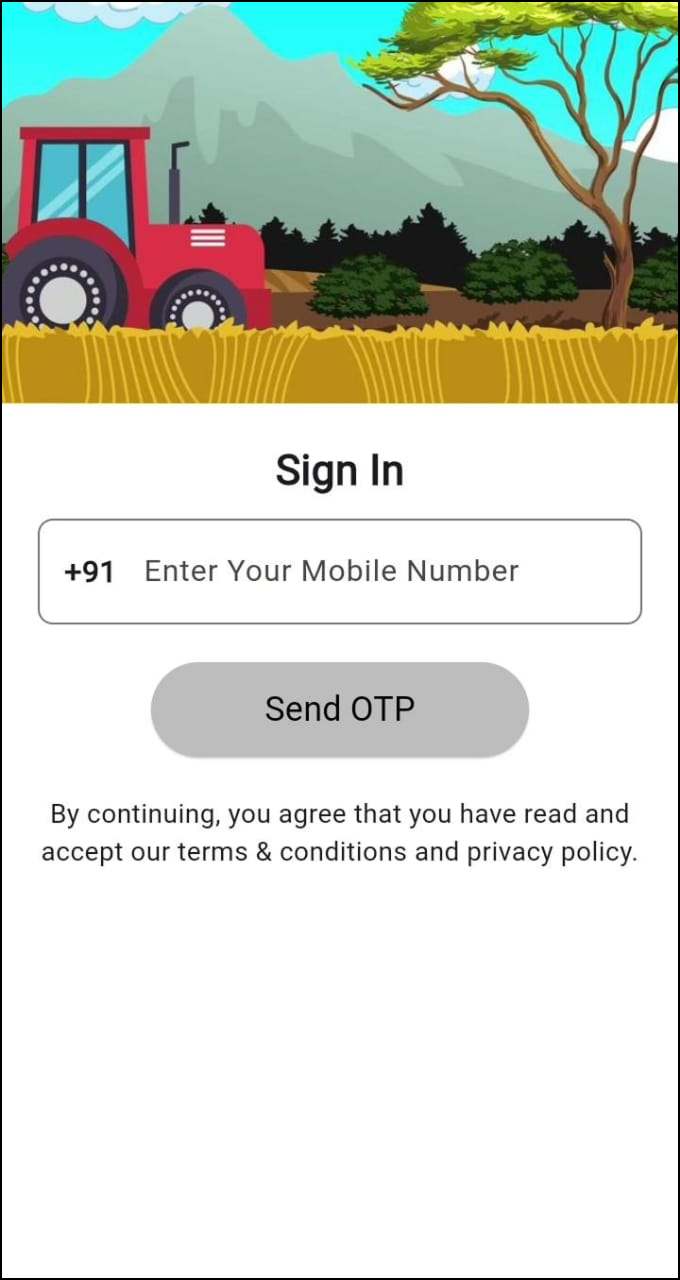 Sign In
+91 Enter Your Mobile Number
Send OTP
By continuing, you agree that you have read and
accept our terms & conditions and privacy policy.